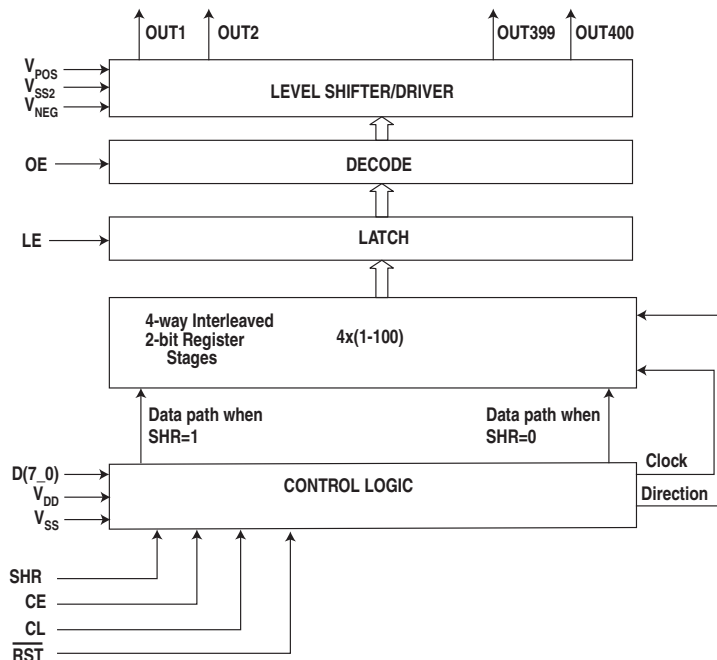 OUT1 OUT2 OUT399 OUT400
VPOS
VSS2
VNEG
LEVEL SHIFTER/DRIVER
OE
DECODE
LE
LATCH
4-way Interleaved
2-bit Register
Stages
4x(1-100)
Data path when
SHR=1
Data path when
SHR=0
Clock
D(7_0)
VDD
VSS
CONTROL LOGIC
Direction
SHR
CE
CL
RST